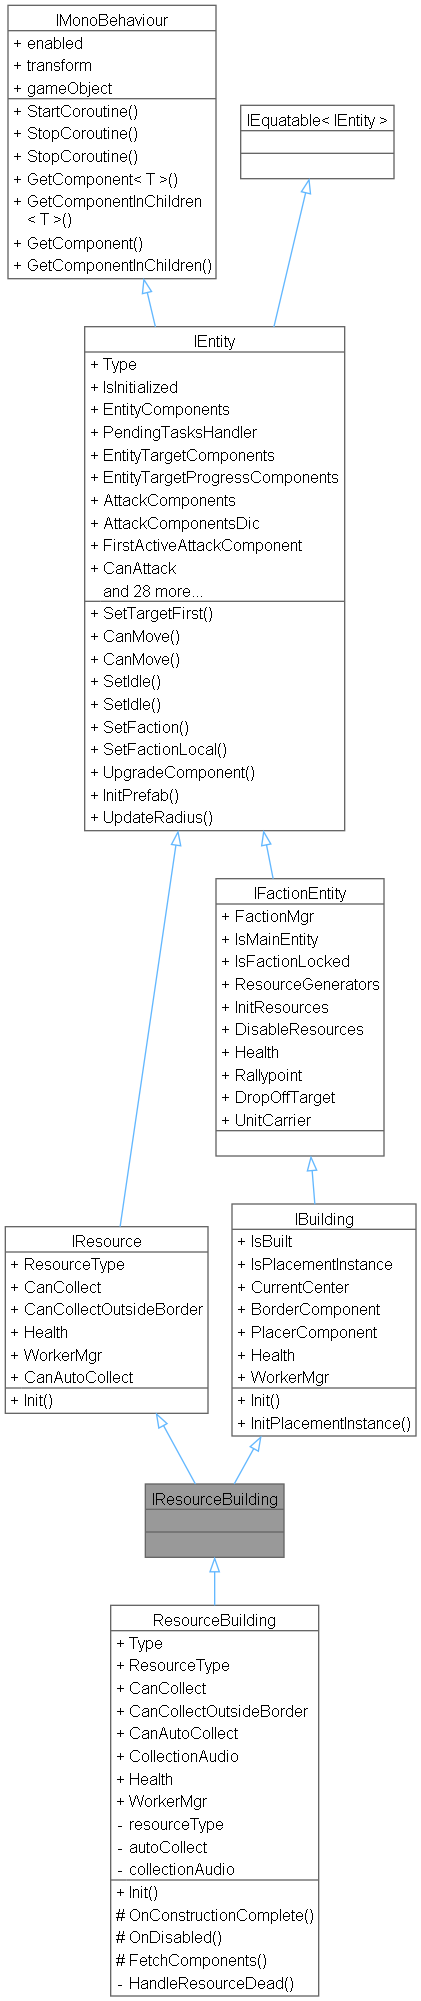 IMonoBehaviour
+ enabled
+ transform
+ gameObject
+ StartCoroutine()
+ StopCoroutine()
+ StopCoroutine()
+ GetComponent< T >()
+ GetComponentInChildren
< T >()
+ GetComponent()
+ GetComponentInChildren()
IEquatable< IEntity >
IEntity
+ Type
+ IsInitialized
+ EntityComponents
+ PendingTasksHandler
+ EntityTargetComponents
+ EntityTargetProgressComponents
+ AttackComponents
+ AttackComponentsDic
+ FirstActiveAttackComponent
+ CanAttack
and 28 more...
+ SetTargetFirst()
+ CanMove()
+ CanMove()
+ SetIdle()
+ SetIdle()
+ SetFaction()
+ SetFactionLocal()
+ UpgradeComponent()
+ InitPrefab()
+ UpdateRadius()
IFactionEntity
+ FactionMgr
+ IsMainEntity
+ IsFactionLocked
+ ResourceGenerators
+ InitResources
+ DisableResources
+ Health
+ Rallypoint
+ DropOffTarget
+ UnitCarrier
IResource
+ ResourceType
+ CanCollect
+ CanCollectOutsideBorder
+ Health
+ WorkerMgr
+ CanAutoCollect
+ Init()
IBuilding
+ IsBuilt
+ IsPlacementInstance
+ CurrentCenter
+ BorderComponent
+ PlacerComponent
+ Health
+ WorkerMgr
+ Init()
+ InitPlacementInstance()
IResourceBuilding
ResourceBuilding
+ Type
+ ResourceType
+ CanCollect
+ CanCollectOutsideBorder
+ CanAutoCollect
+ CollectionAudio
+ Health
+ WorkerMgr
- resourceType
- autoCollect
- collectionAudio
+ Init()
# OnConstructionComplete()
# OnDisabled()
# FetchComponents()
- HandleResourceDead()